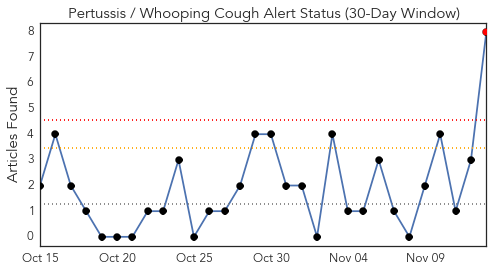 Pertussis / Whooping Cough Alert Status (30-Day Window)
Articles Found
8
7
6
5
4
3
2
1
0
Oct 15
Oct 20
Oct 25
Oct 30
Nov 04
Nov 09